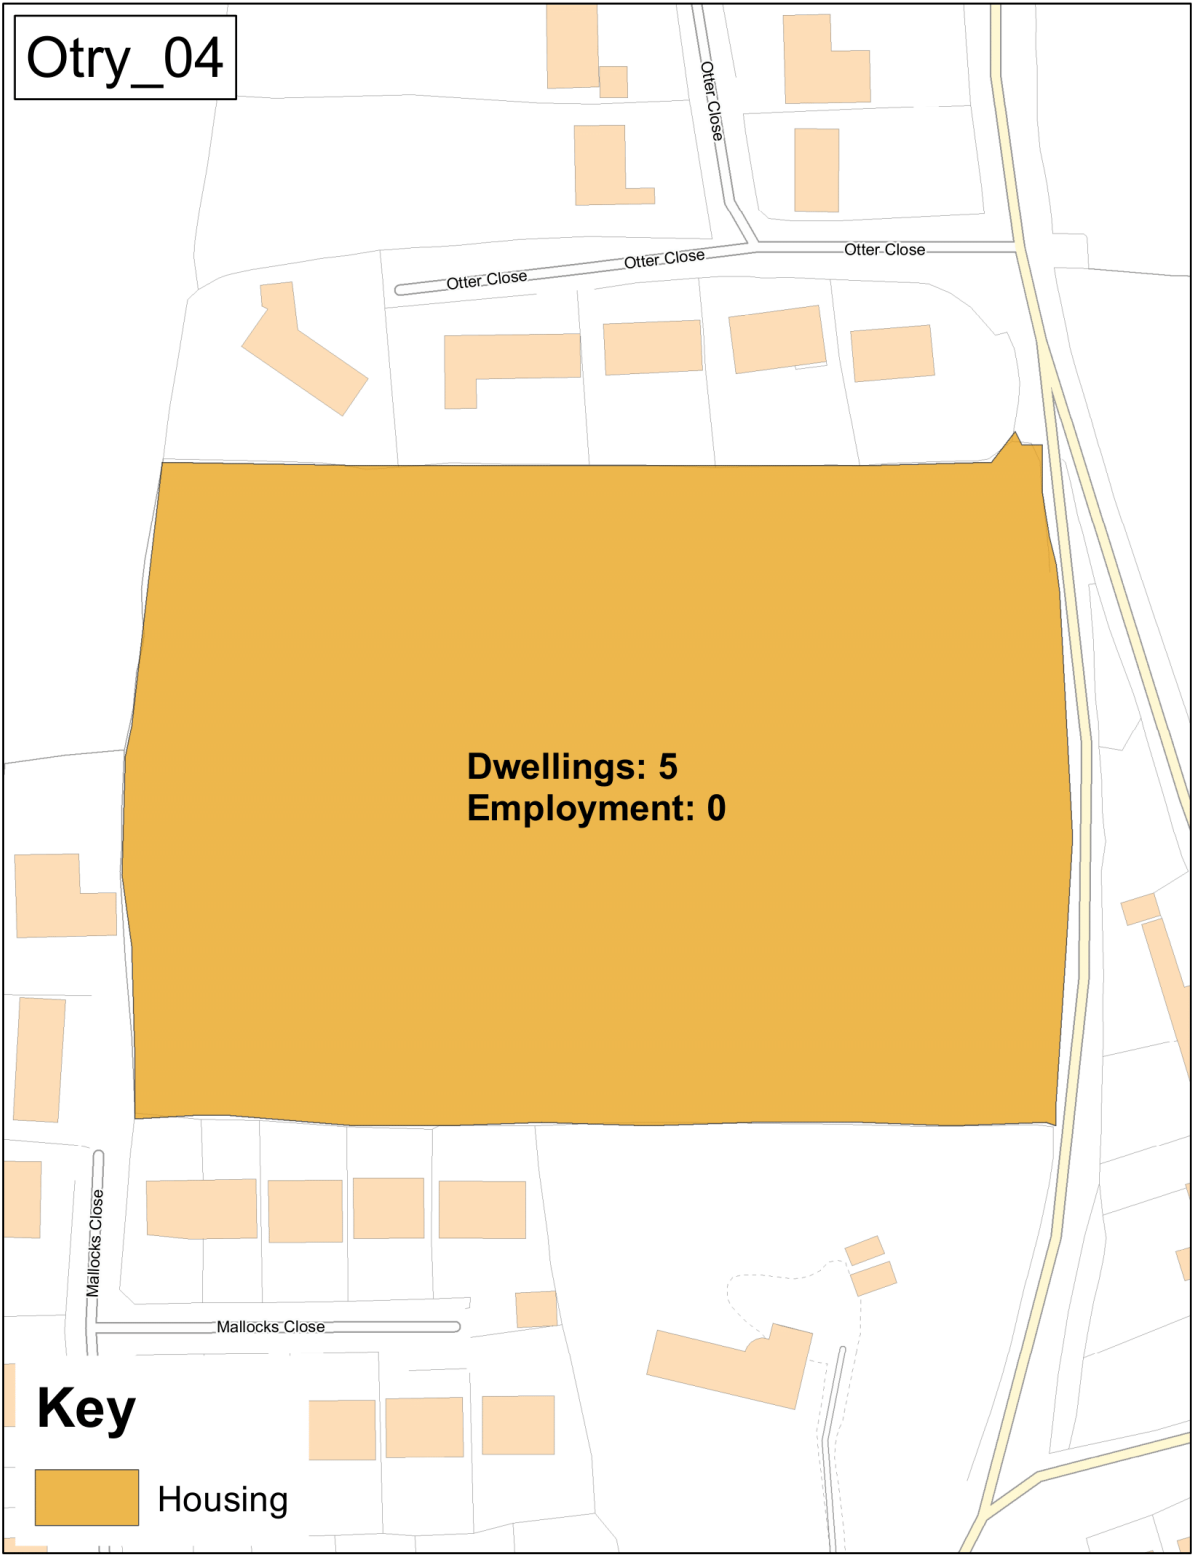 Otry_04
Otter Close
Otter Close
Otter Close
Otter Close
Dwellings: 5
Employment: 0
Mallocks Close
Mallocks Close
Key
Housing